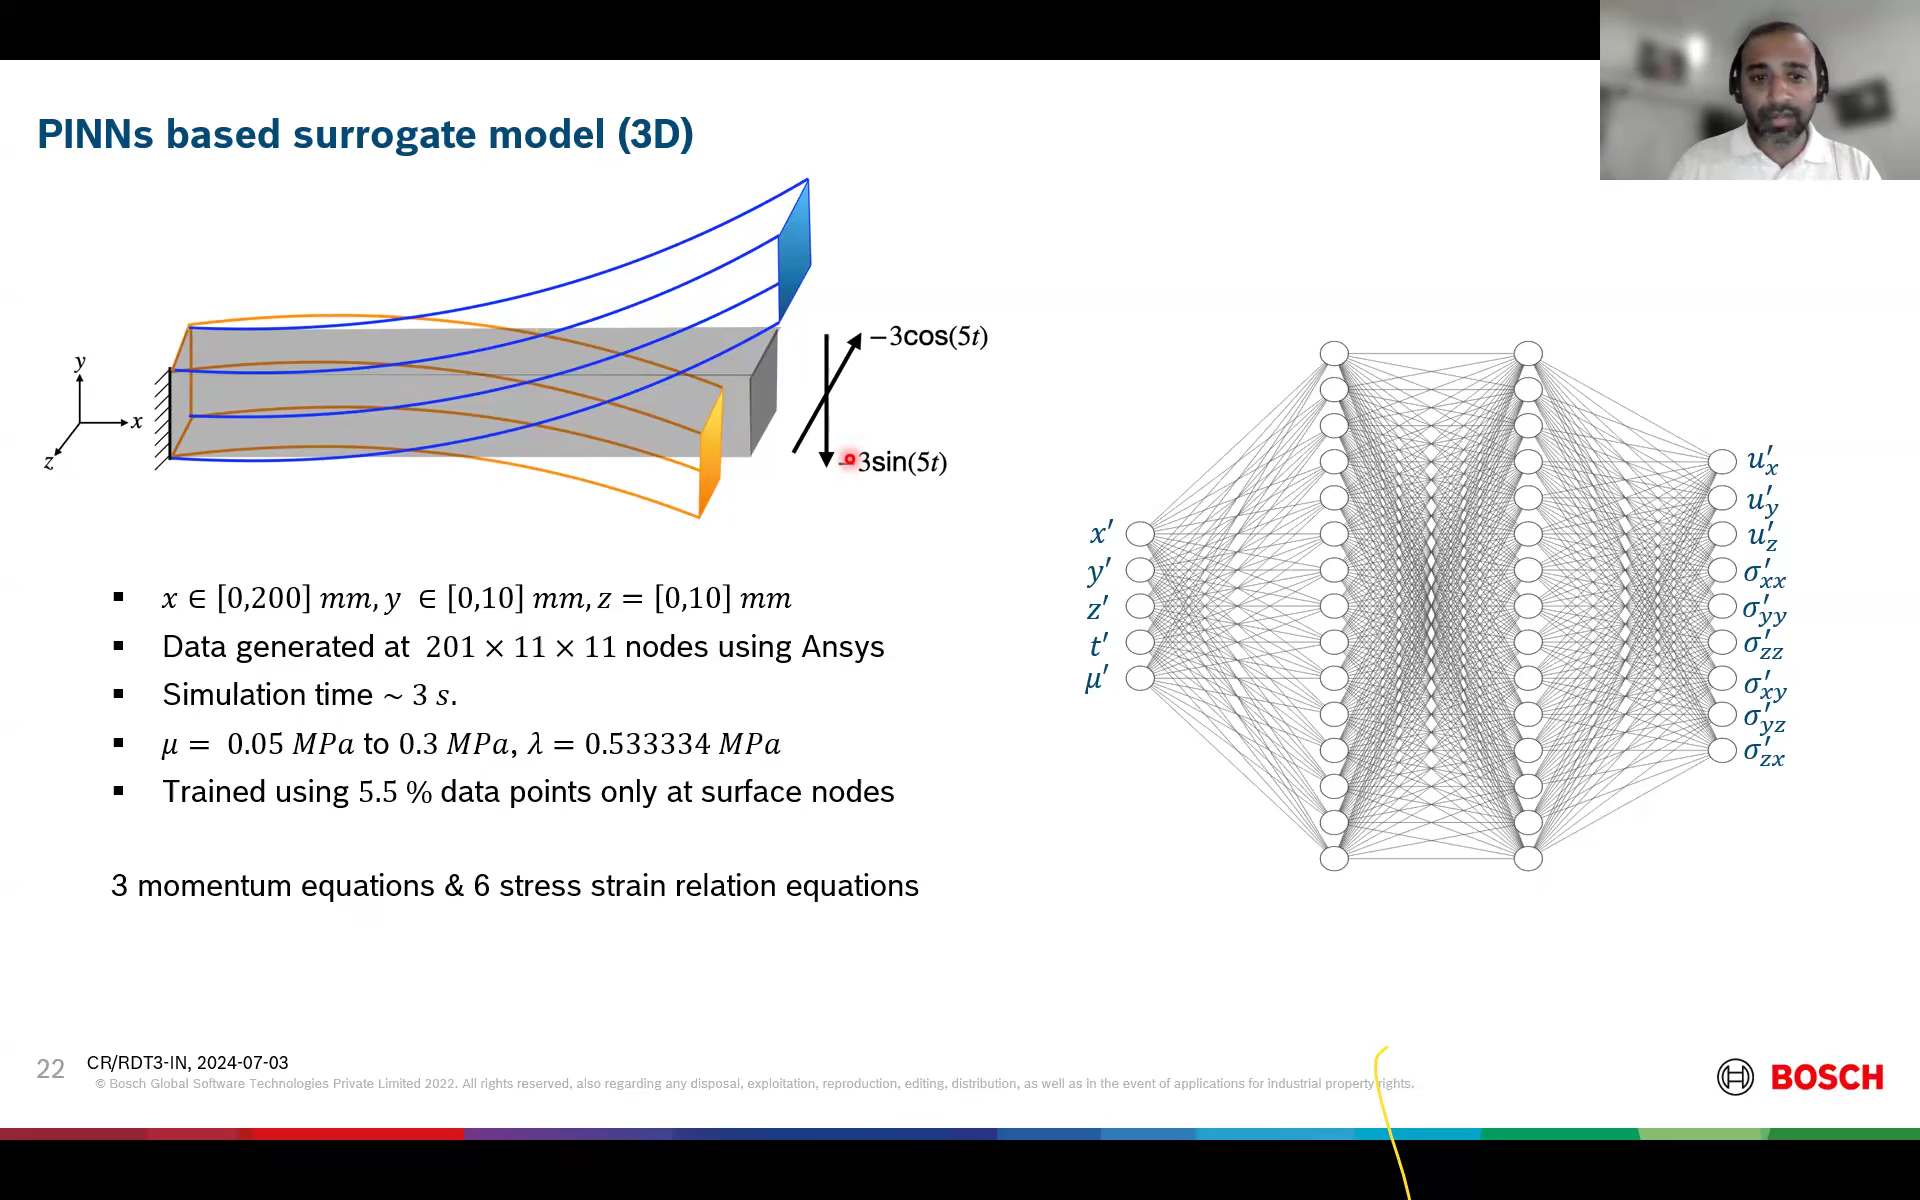 PINNs based surrogate model (3D)
−3cos(5t)
y
x
z
−3sin(5t)
x′
y′
z′
t′
μ′
u′x
u′y
u′z
σ′xx
σ′yy
σ′zz
σ′xy
σ′yz
σ′zx
▪ x ∈ [0,200] mm, y ∈ [0,10] mm, z = [0,10] mm
▪ Data generated at 201 × 11 × 11 nodes using Ansys
▪ Simulation time ~ 3 s.
▪ μ = 0.05 MPa to 0.3 MPa, λ = 0.533334 MPa
▪ Trained using 5.5 % data points only at surface nodes
3 momentum equations & 6 stress strain relation equations
22
CR/RDT3-IN, 2024-07-03
© Bosch Global Software Technologies Private Limited 2022. All rights reserved, also regarding any disposal, exploitation, reproduction, editing, distribution, as well as in the event of applications for industrial property rights.
BOSCH